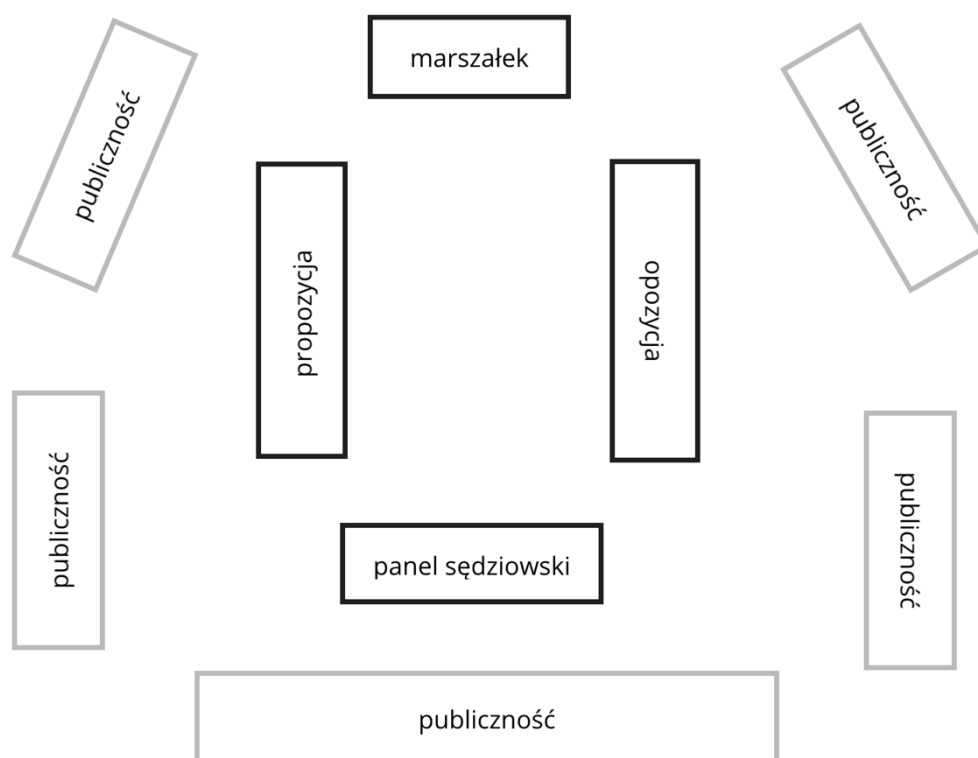 marszałek
publiczność
publiczność
propozycja
opozycja
publiczność
publiczność
panel sędziowski
publiczność